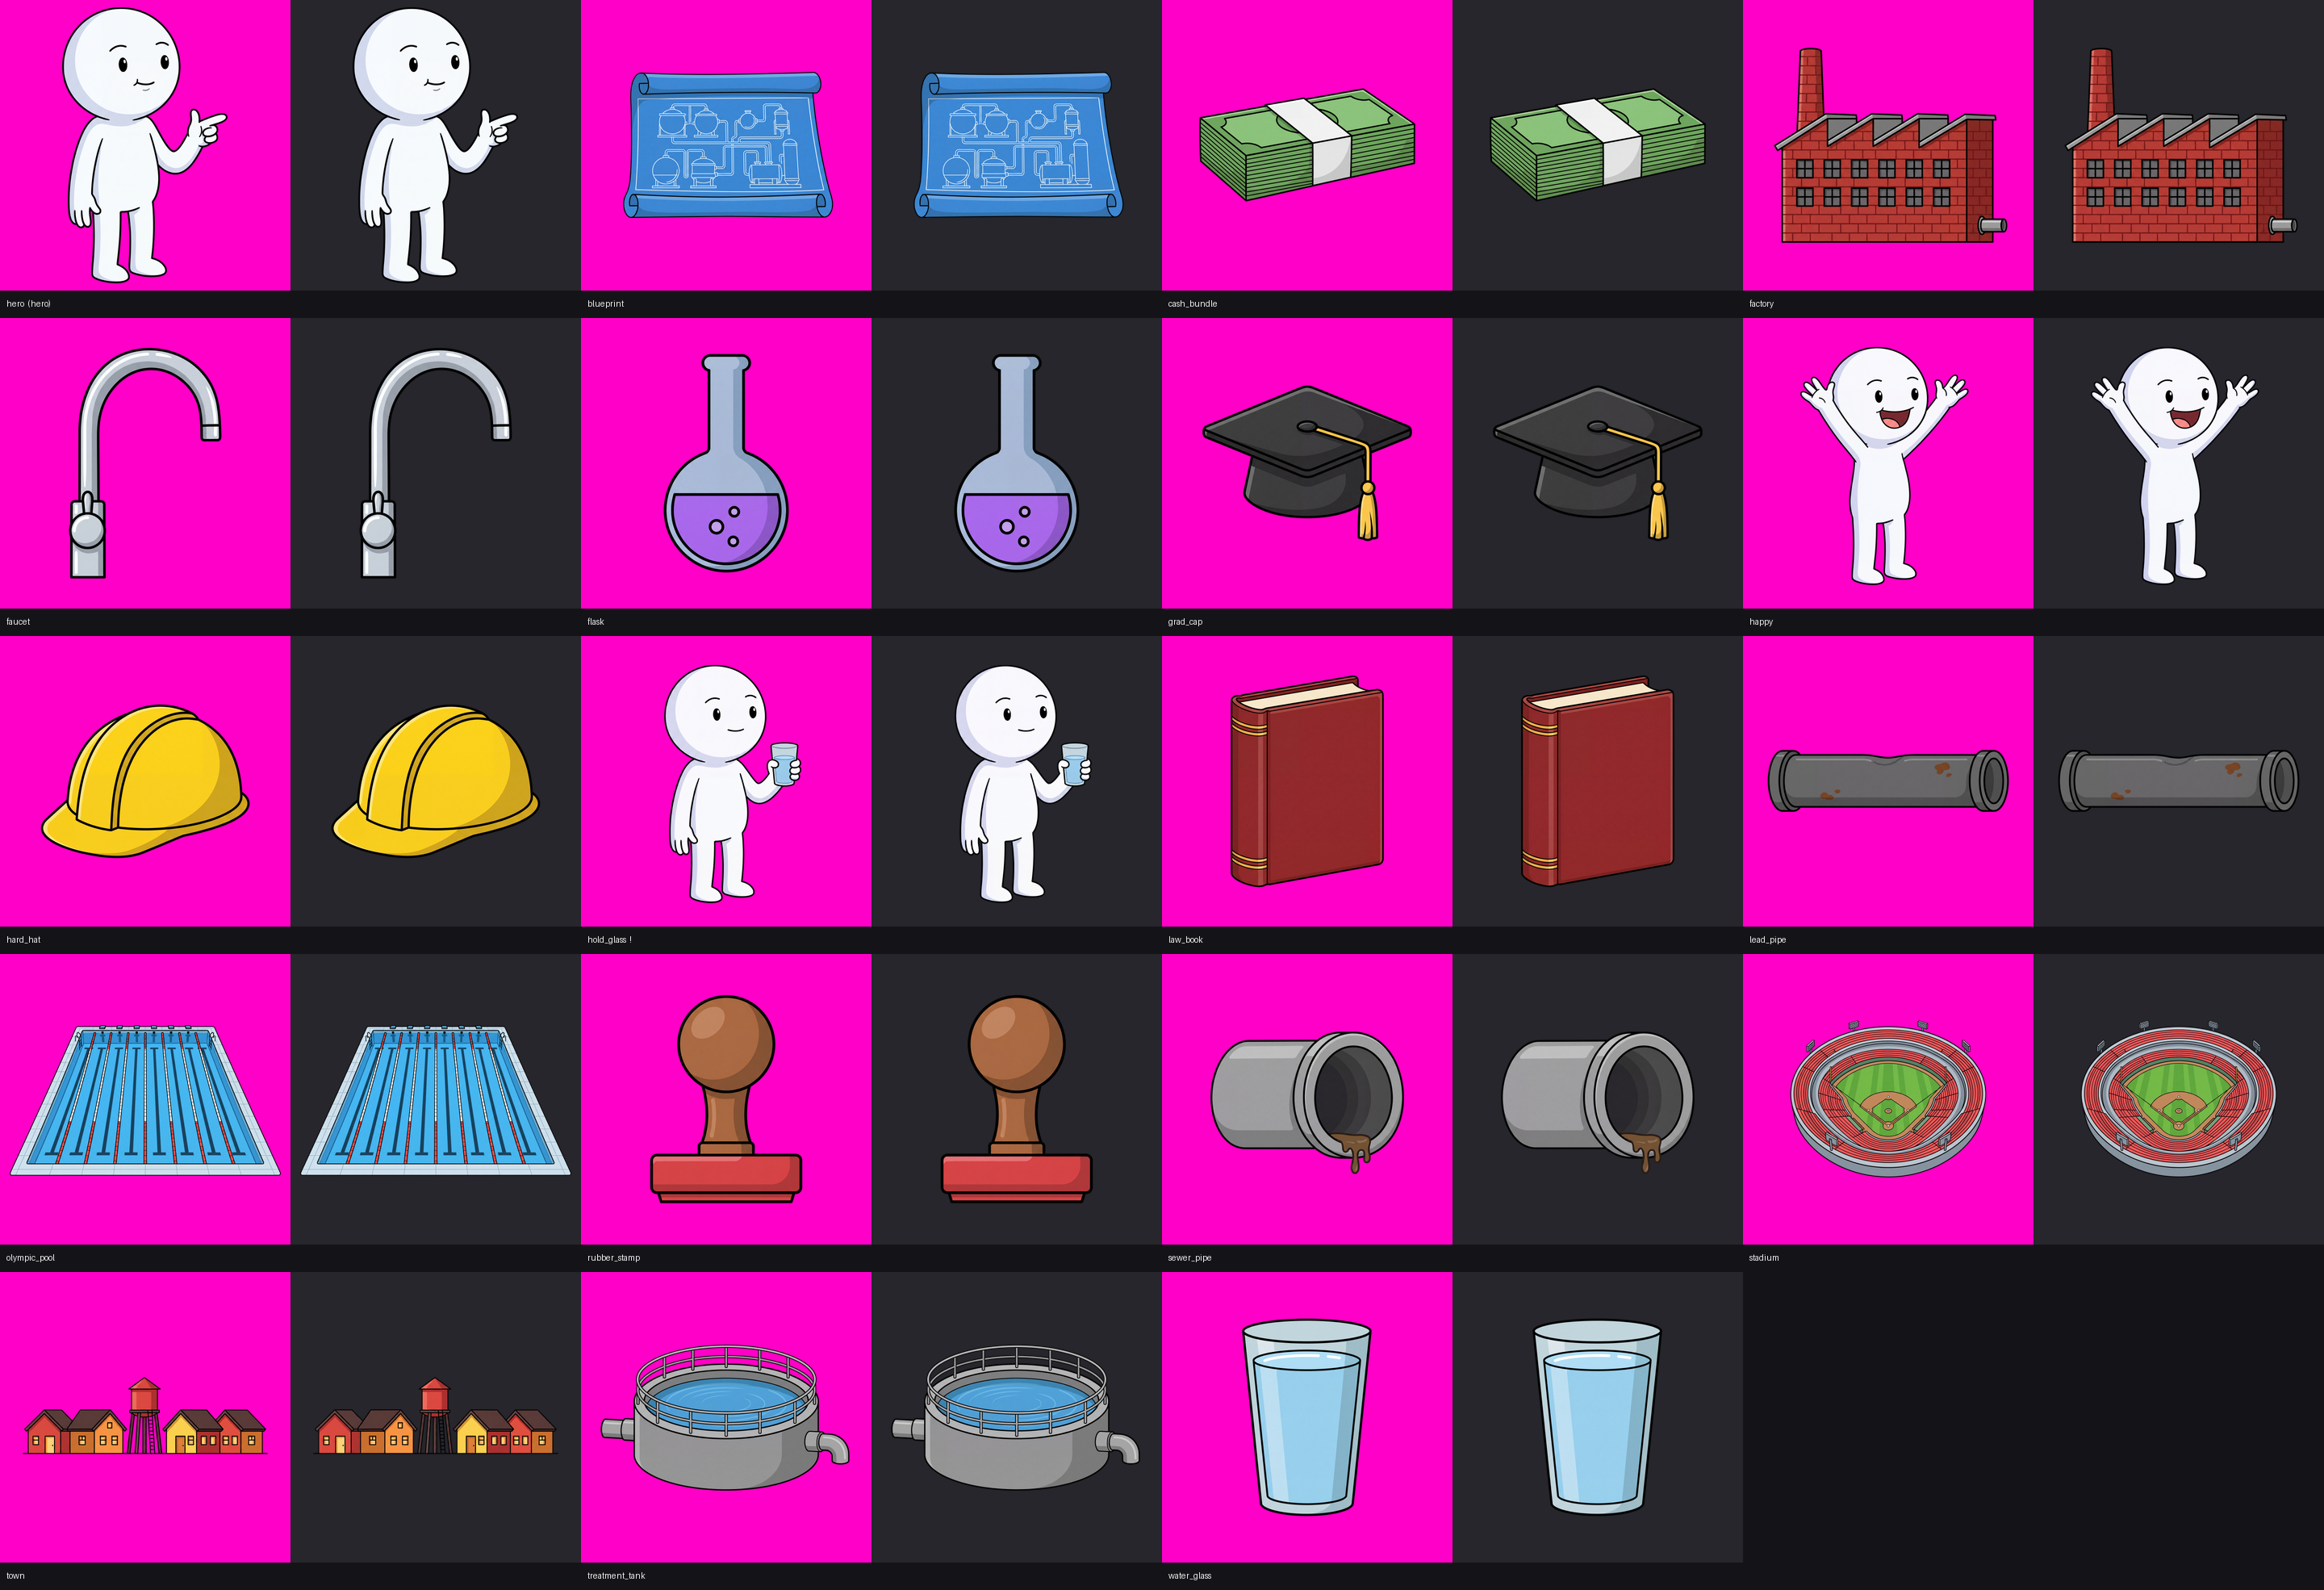 hero (hero)
blueprint
cash_bundle
factory
faucet
flask
grad_cap
happy
hard_hat
hold_glass !
law_book
lead_pipe
olympic_pool
rubber_stamp
sewer_pipe
stadium
town
treatment_tank
water_glass